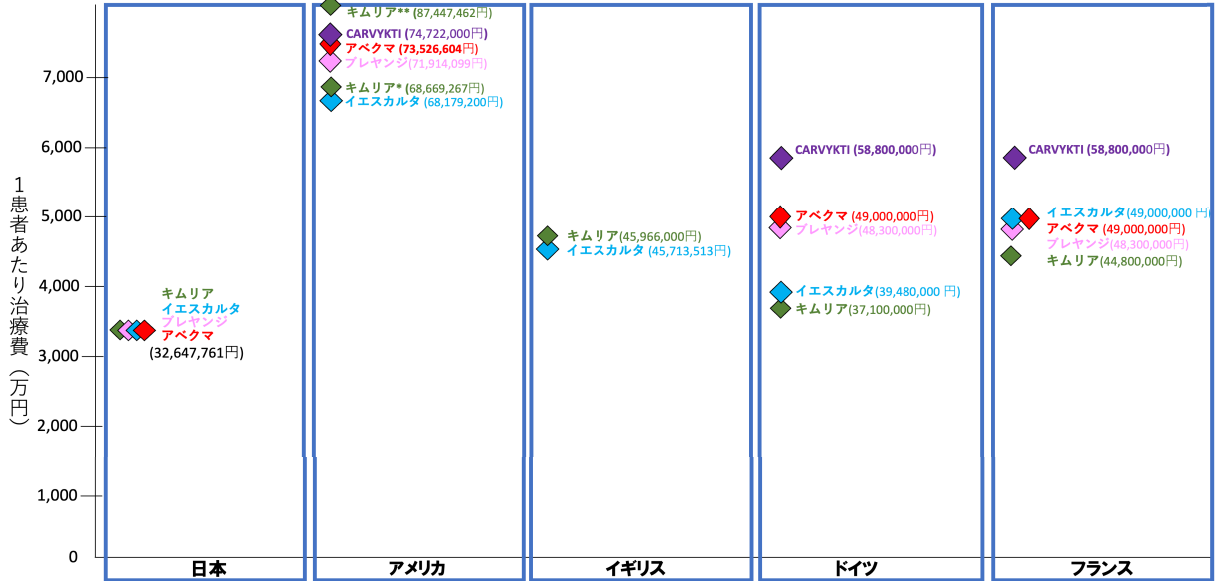 1患者あたり治療費（万円）
7,000
6,000
5,000
4,000
3,000
2,000
1,000
0
キムリア
イエスカルタ
ブレヤンジ
アベクマ
(32,647,761円)
日本
キムリア** (87,447,462円)
CARVYKTI (74,722,000円)
アベクマ (73,526,604円)
ブレヤンジ(71,914,099円)
キムリア* (68,669,267円)
イエスカルタ (68,179,200円)
アメリカ
キムリア(45,966,000円)
イエスカルタ (45,713,513円)
イギリス
CARVYKTI (58,800,000円)
アベクマ (49,000,000円)
ブレヤンジ(48,300,000円)
イエスカルタ(39,480,000 円)
キムリア(37,100,000円)
ドイツ
CARVYKTI (58,800,000円)
イエスカルタ(49,000,000 円)
アベクマ (49,000,000円)
ブレヤンジ(48,300,000円)
キムリア(44,800,000円)
フランス